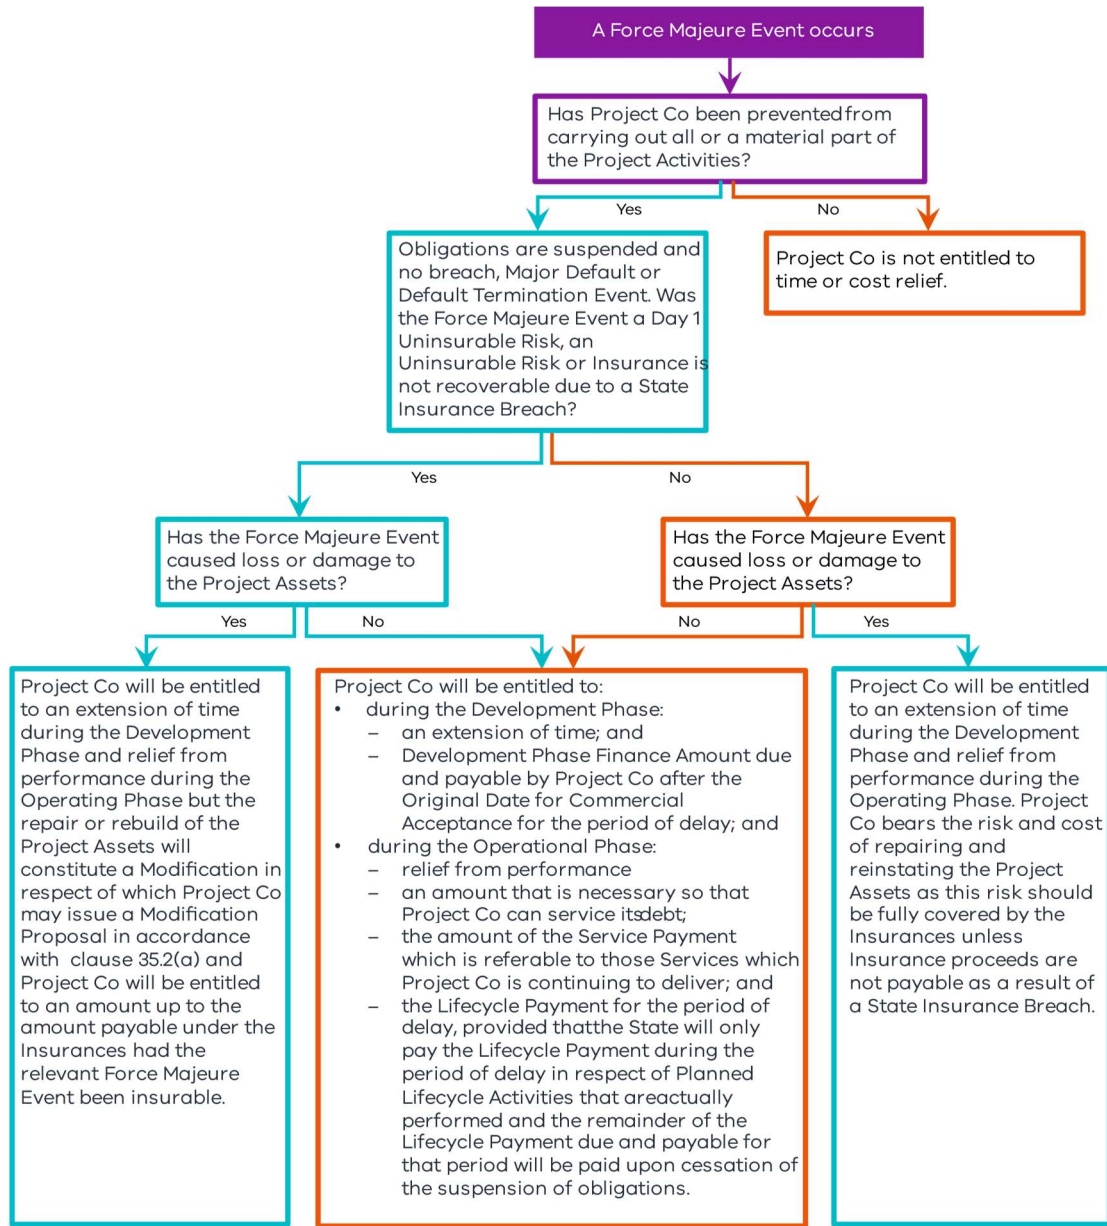 A Force Majeure Event occurs
Has Project Co been prevented from
carrying out all or a material part of
the Project Activities?
Yes
No
Obligations are suspended and
no breach, Major Default or
Default Termination Event. Was
the Force Majeure Event a Day 1
Uninsurable Risk, an
Uninsurable Risk or Insurance is
not recoverable due to a State
Insurance Breach?
Project Co is not entitled to
time or cost relief.
Yes
No
Has the Force Majeure Event
caused loss or damage to
the Project Assets?
Has the Force Majeure Event
caused loss or damage to
the Project Assets?
Yes
No
No
Yes
Project Co will be entitled
to an extension of time
during the Development
Phase and relief from
performance during the
Operating Phase but the
repair or rebuild of the
Project Assets will
constitute a Modification in
respect of which Project Co
may issue a Modification
Proposal in accordance
with clause 35.2(a) and
Project Co will be entitled
to an amount up to the
amount payable under the
Insurances had the
relevant Force Majeure
Event been insurable.
Project Co will be entitled to:
• during the Development Phase:
– an extension of time; and
– Development Phase Finance Amount due
and payable by Project Co after the
Original Date for Commercial
Acceptance for the period of delay; and
• during the Operational Phase:
– relief from performance
– an amount that is necessary so that
Project Co can service itsdebt;
– the amount of the Service Payment
which is referable to those Services which
Project Co is continuing to deliver; and
– the Lifecycle Payment for the period of
delay, provided thatthe State will only
pay the Lifecycle Payment during the
period of delay in respect of Planned
Lifecycle Activities that areactually
performed and the remainder of the
Lifecycle Payment due and payable for
that period will be paid upon cessation of
the suspension of obligations.
Project Co will be entitled
to an extension of time
during the Development
Phase and relief from
performance during the
Operating Phase. Project
Co bears the risk and cost
of repairing and
reinstating the Project
Assets as this risk should
be fully covered by the
Insurances unless
Insurance proceeds are
not payable as a result of
a State Insurance Breach.